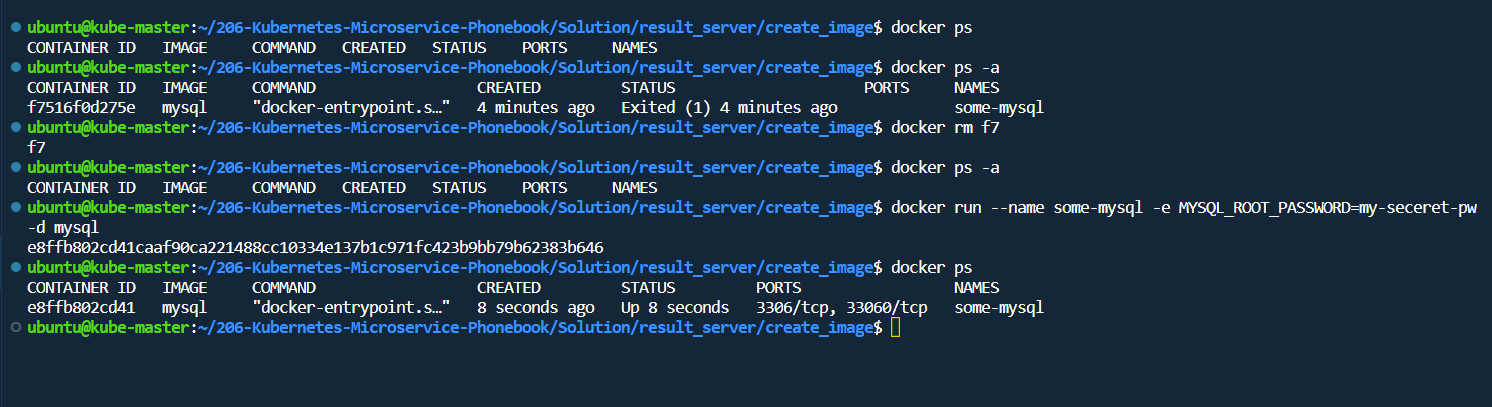 ubuntu@kube-master:~/206-Kubernetes-Microservice-Phonebook/Solution/result_server/create_image$ docker ps
CONTAINER ID   IMAGE     COMMAND   CREATED   STATUS    PORTS     NAMES
ubuntu@kube-master:~/206-Kubernetes-Microservice-Phonebook/Solution/result_server/create_image$ docker ps -a
CONTAINER ID   IMAGE     COMMAND                  CREATED         STATUS                     PORTS     NAMES
f7516f0d275e   mysql     "docker-entrypoint.s…"   4 minutes ago   Exited (1) 4 minutes ago             some-mysql
ubuntu@kube-master:~/206-Kubernetes-Microservice-Phonebook/Solution/result_server/create_image$ docker rm f7
f7
ubuntu@kube-master:~/206-Kubernetes-Microservice-Phonebook/Solution/result_server/create_image$ docker ps -a
CONTAINER ID   IMAGE     COMMAND   CREATED   STATUS    PORTS     NAMES
ubuntu@kube-master:~/206-Kubernetes-Microservice-Phonebook/Solution/result_server/create_image$ docker run --name some-mysql -e MYSQL_ROOT_PASSWORD=my-seceret-pw
-d mysql
e8ffb802cd41caaf90ca221488cc10334e137b1c971fc423b9bb79b62383b646
ubuntu@kube-master:~/206-Kubernetes-Microservice-Phonebook/Solution/result_server/create_image$ docker ps
CONTAINER ID   IMAGE     COMMAND                  CREATED         STATUS         PORTS                 NAMES
e8ffb802cd41   mysql     "docker-entrypoint.s…"   8 seconds ago   Up 8 seconds   3306/tcp, 33060/tcp   some-mysql
ubuntu@kube-master:~/206-Kubernetes-Microservice-Phonebook/Solution/result_server/create_image$